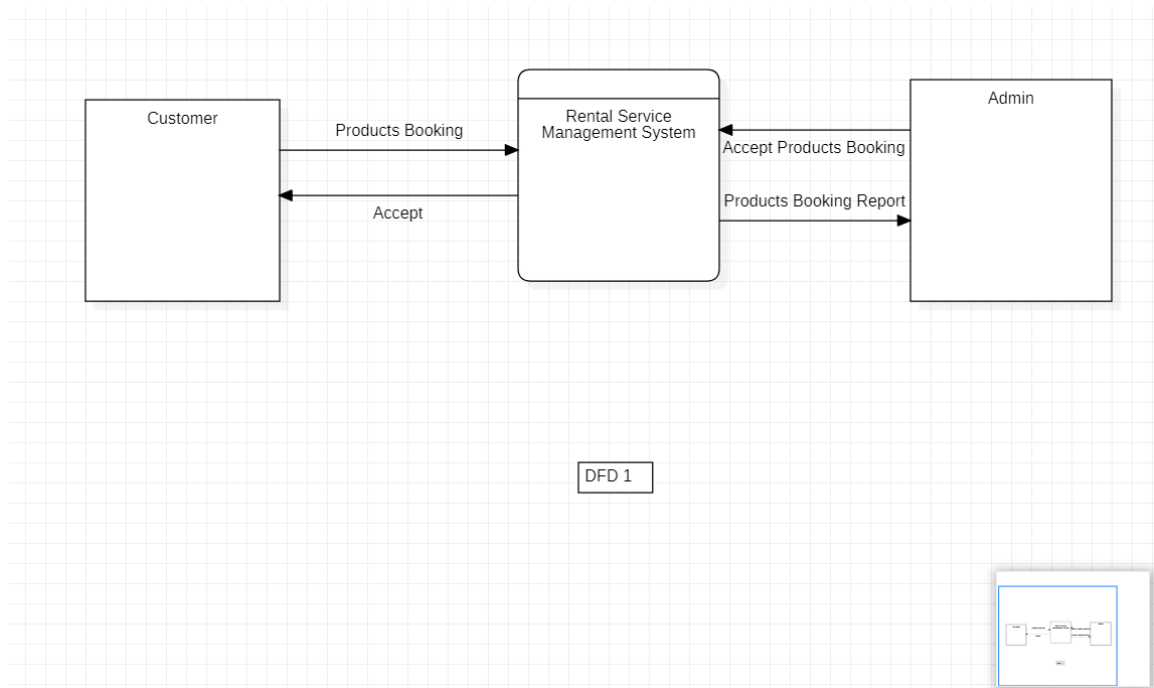 Customer
Products Booking
Accept
Rental Service
Management System
Accept Products Booking
Products Booking Report
Admin
DFD 1